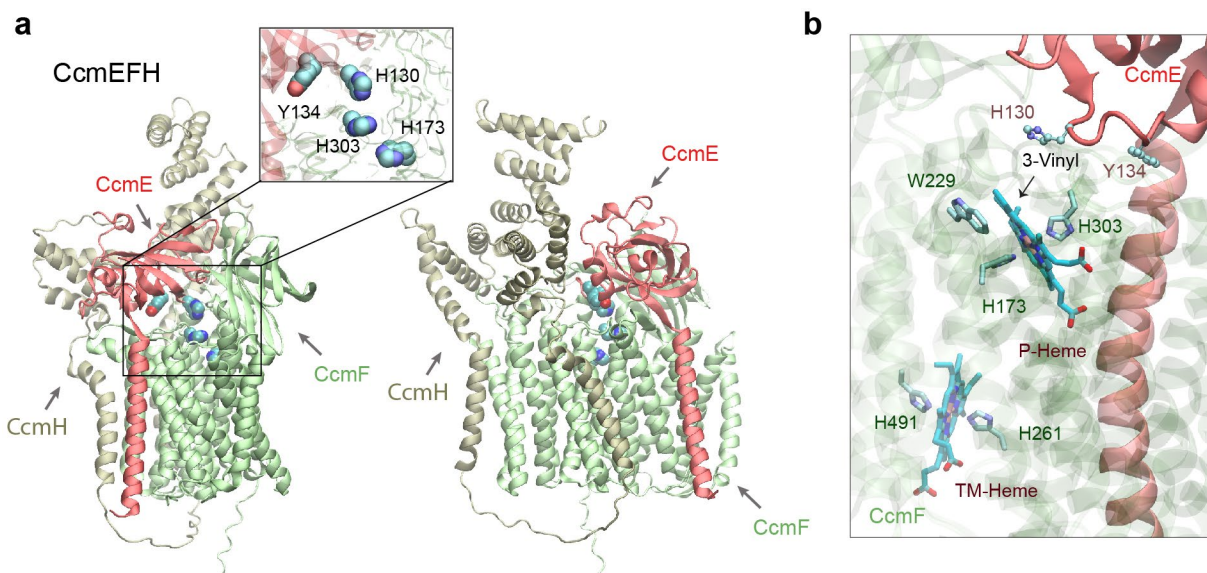 a
CcmEFH
H130
Y134
H303
H173
CcmE
CcmH
CcmF
CcmE
CcmH
CcmF
b
CcmE
H130
3-Vinyl
Y134
W229
H303
H173
P-Heme
H491
H261
TM-Heme
CcmF